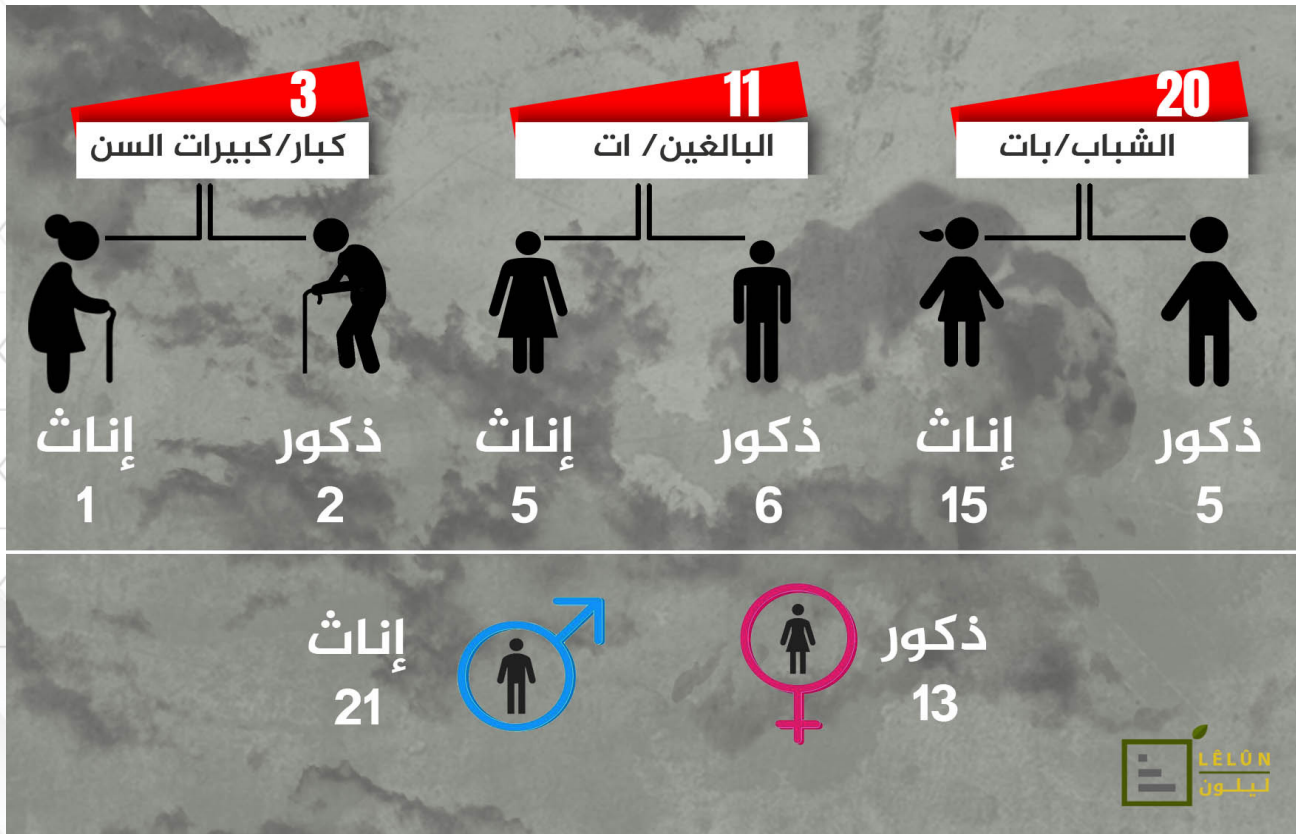 20
الشباب/بات
11
البالغين/ ات
3
كبار/كبيرات السن
ذكور
5
إناث
15
ذكور
6
إناث
5
ذكور
2
إناث
1
ذكور
13
إناث
21
LÊLÛN
ليلون